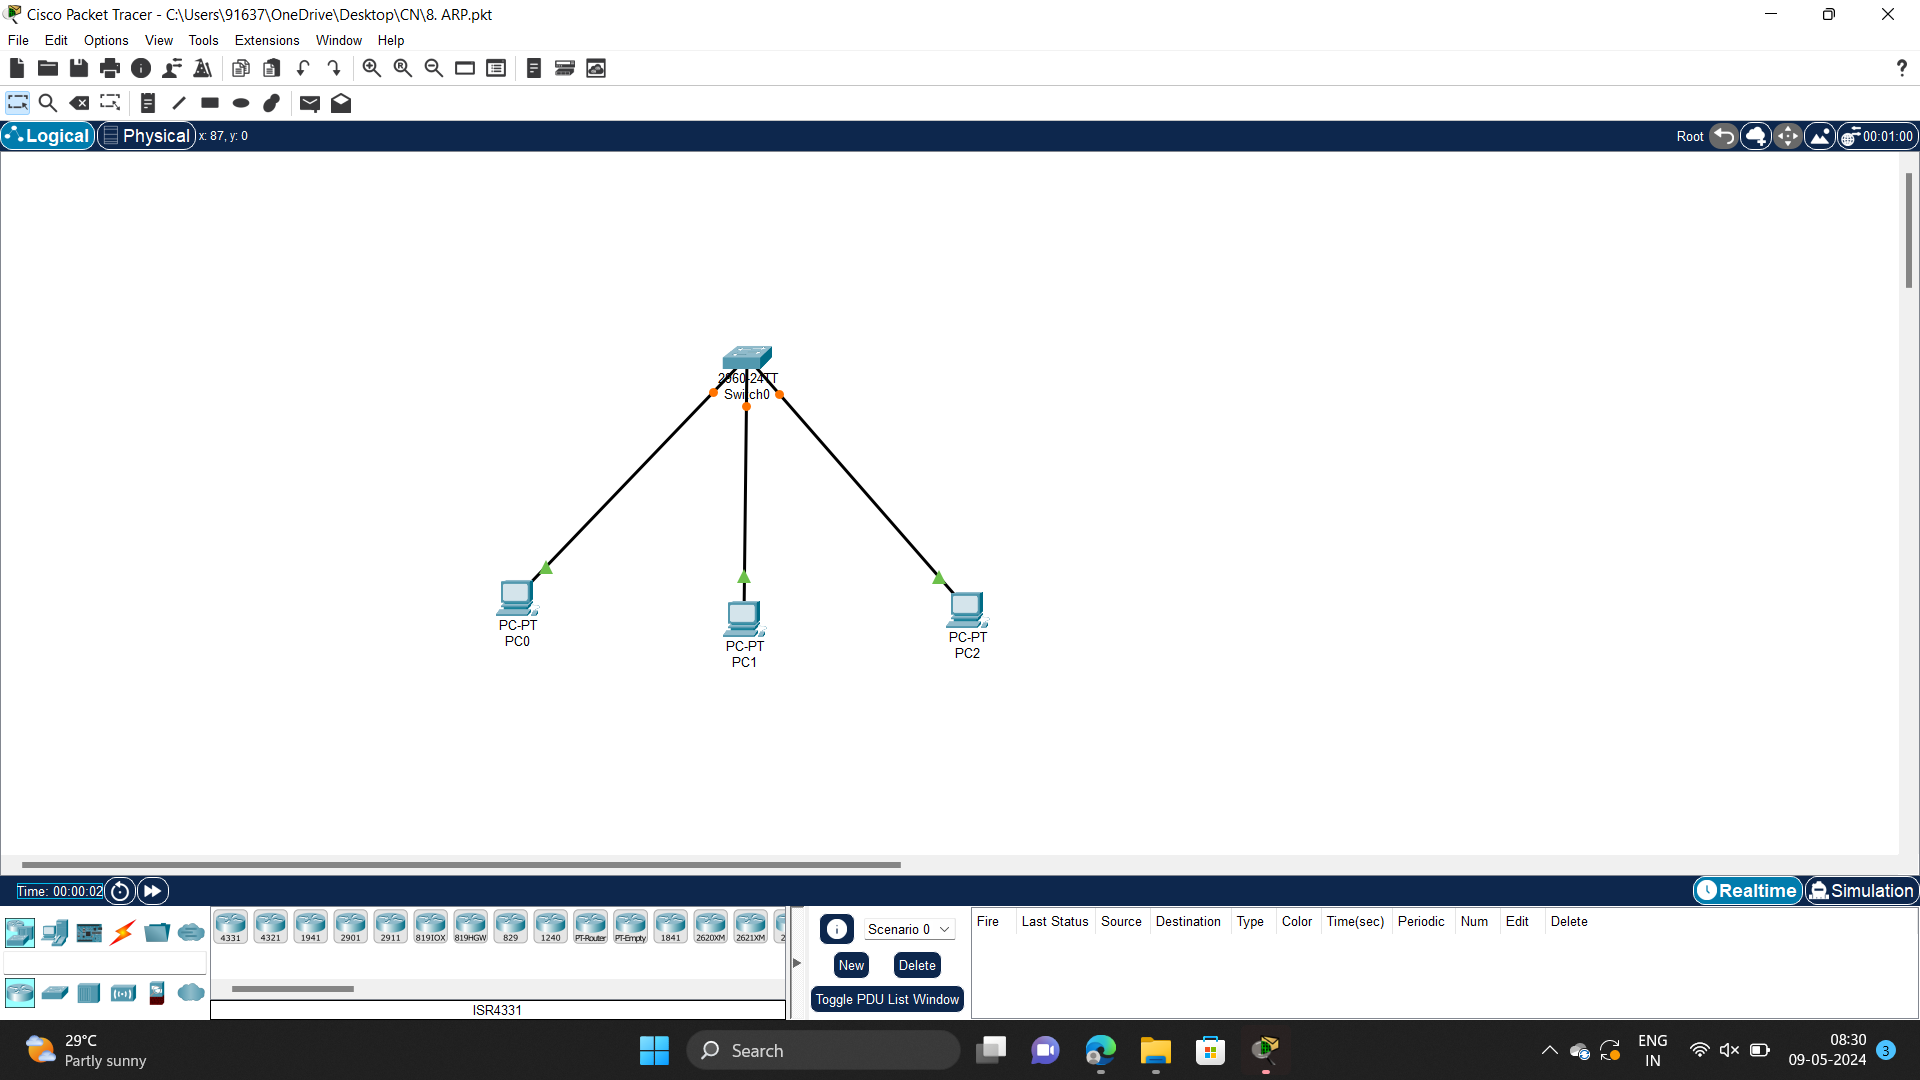 Cisco Packet Tracer - C:\Users\91637\OneDrive\Desktop\CN\8. ARP.pkt
File Edit Options View Tools Extensions Window Help
?
Logical Physical x: 87, y: 0 Root 00:01:00
2960-24TT
Switch0
PC-PT
PC0
PC-PT
PC1
PC-PT
PC2
Time: 00:00:02 Realtime Simulation
4331 4321 1941 2901 2911 819IOX 819HGW 829 1240 PT-Router PT-Empty 1841 2620XM 2621XM 2
ISR4331
Scenario 0
New Delete
Toggle PDU List Window
Fire Last Status Source Destination Type Color Time(sec) Periodic Num Edit Delete
29°C
Partly sunny
Search
ENG
IN
08:30
09-05-2024
3